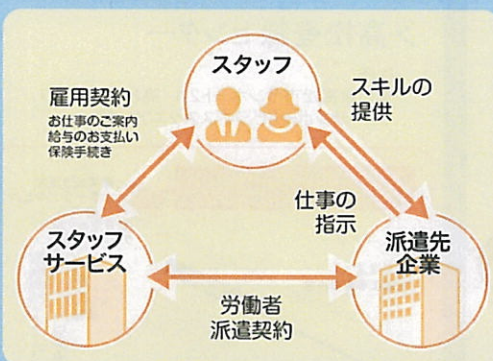 スタッフ
雇用契約
お仕事のご案内
給与のお支払い
保険手続き
スキルの
提供
仕事の
指示
スタッフ
サービス
派遣先
企業
労働者
派遣契約